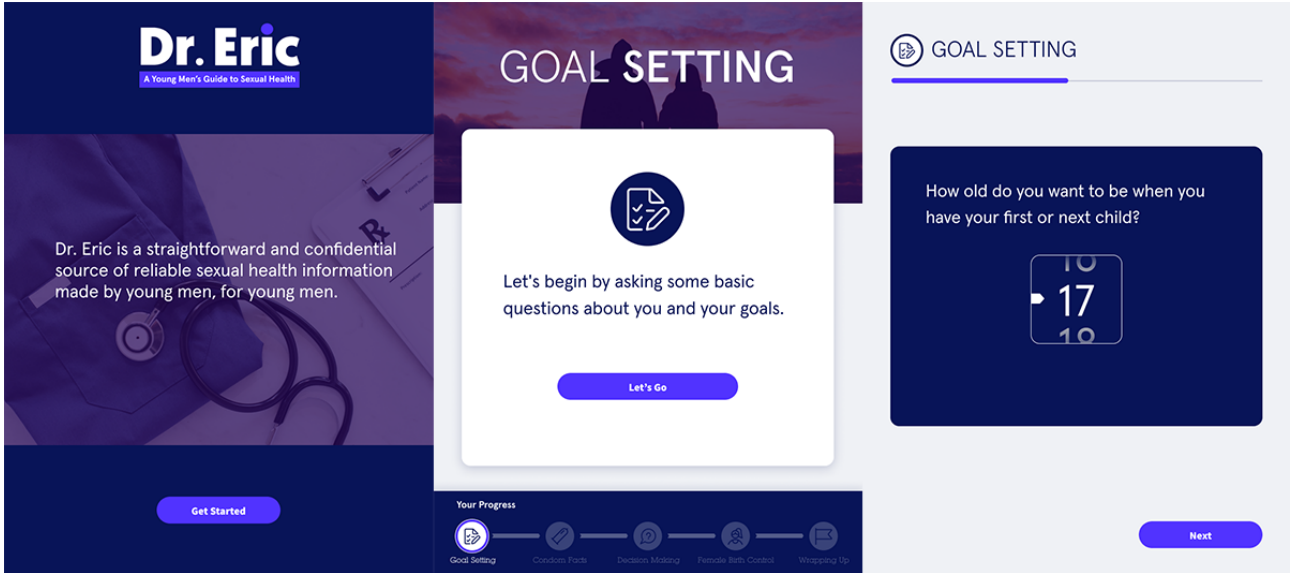 Dr. Eric
A Young Men's Guide to Sexual Health
Dr. Eric is a straightforward and confidential
source of reliable sexual health information
made by young men, for young men.
Get Started
GOAL SETTING
Let's begin by asking some basic
questions about you and your goals.
Let's Go
Your Progress
Goal Setting
Condom Facts
Decision Making
Female Birth Control
Wrapping Up
GOAL SETTING
How old do you want to be when you
have your first or next child?
17
Next